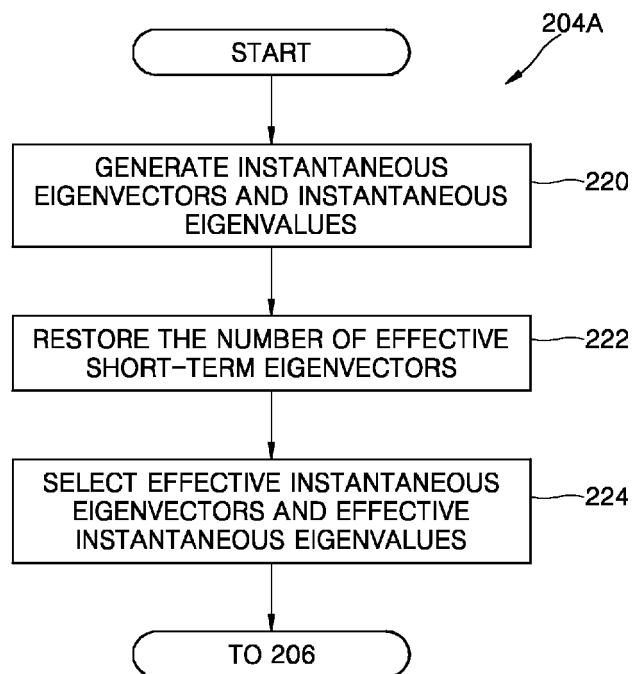 204A
START
GENERATE INSTANTANEOUS
EIGENVECTORS AND INSTANTANEOUS
EIGENVALUES
220
RESTORE THE NUMBER OF EFFECTIVE
SHORT-TERM EIGENVECTORS
222
SELECT EFFECTIVE INSTANTANEOUS
EIGENVECTORS AND EFFECTIVE
INSTANTANEOUS EIGENVALUES
224
TO 206